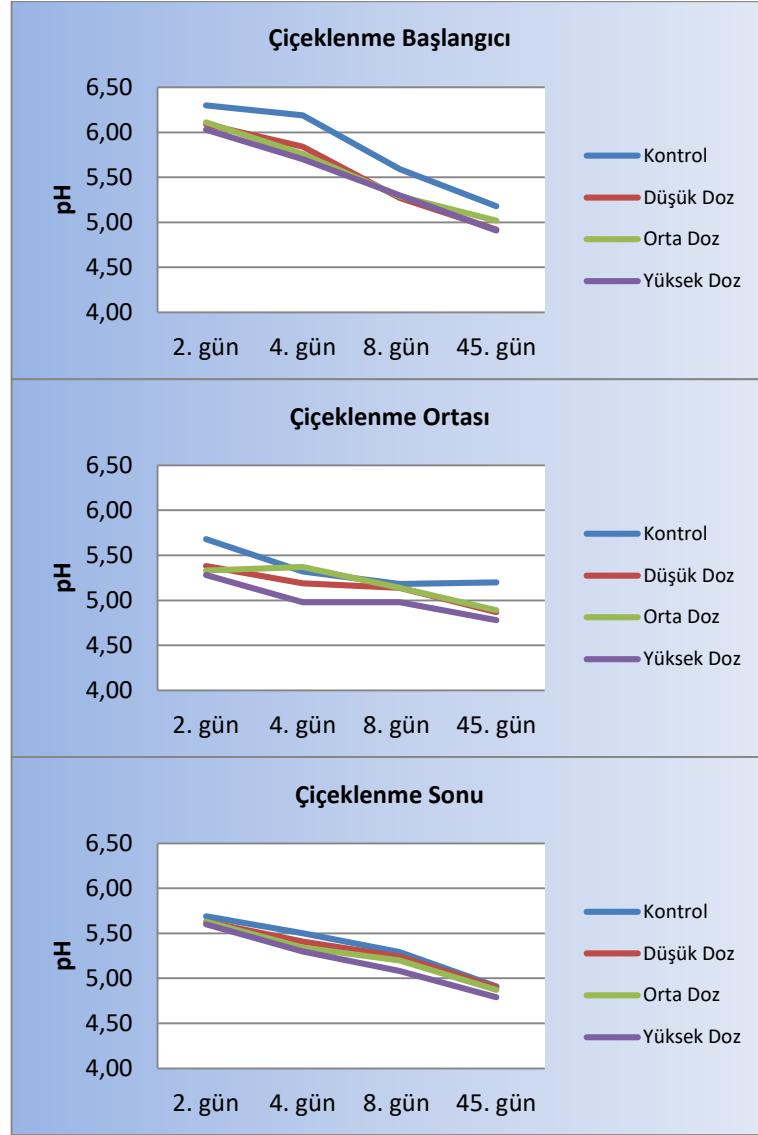 Çiçeklenme Başlangıcı
6,50
6,00
5,50
5,00
4,50
4,00
pH
2. gün 4. gün 8. gün 45. gün
Kontrol
Düşük Doz
Orta Doz
Yüksek Doz
Çiçeklenme Ortası
6,50
6,00
5,50
5,00
4,50
4,00
pH
2. gün 4. gün 8. gün 45. gün
Kontrol
Düşük Doz
Orta Doz
Yüksek Doz
Çiçeklenme Sonu
6,50
6,00
5,50
5,00
4,50
4,00
pH
2. gün 4. gün 8. gün 45. gün
Kontrol
Düşük Doz
Orta Doz
Yüksek Doz